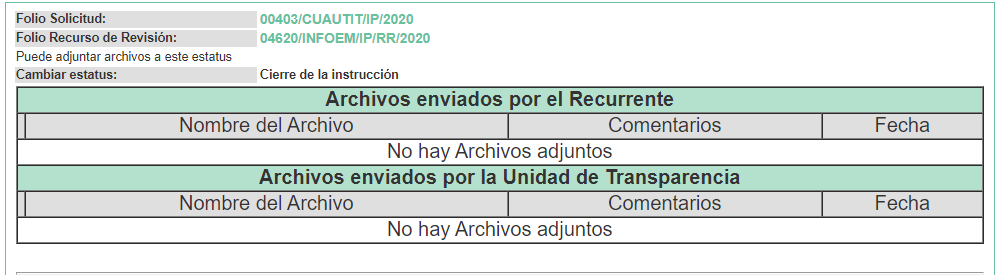 Folio Solicitud: 00403/CUAUTIT/IP/2020
Folio Recurso de Revisión: 04620/INFOEM/IP/RR/2020
Puede adjuntar archivos a este estatus
Cambiar estatus: Cierre de la instrucción
Archivos enviados por el Recurrente
Nombre del Archivo Comentarios Fecha
No hay Archivos adjuntos
Archivos enviados por la Unidad de Transparencia
Nombre del Archivo Comentarios Fecha
No hay Archivos adjuntos